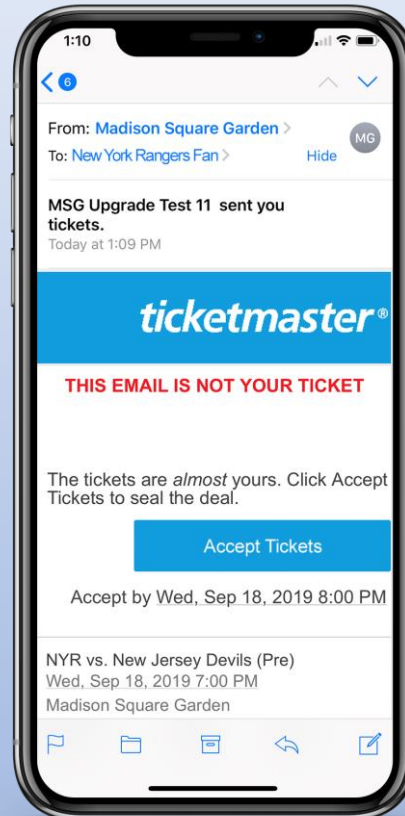 1:10
6
From: Madison Square Garden
MG
To: New York Rangers Fan
Hide
MSG Upgrade Test 11 sent you
tickets.
Today at 1:09 PM
ticketmaster®
THIS EMAIL IS NOT YOUR TICKET
The tickets are almost yours. Click Accept
Tickets to seal the deal.
Accept Tickets
Accept by Wed, Sep 18, 2019 8:00 PM
NYR vs. New Jersey Devils (Pre)
Wed, Sep 18, 2019 7:00 PM
Madison Square Garden